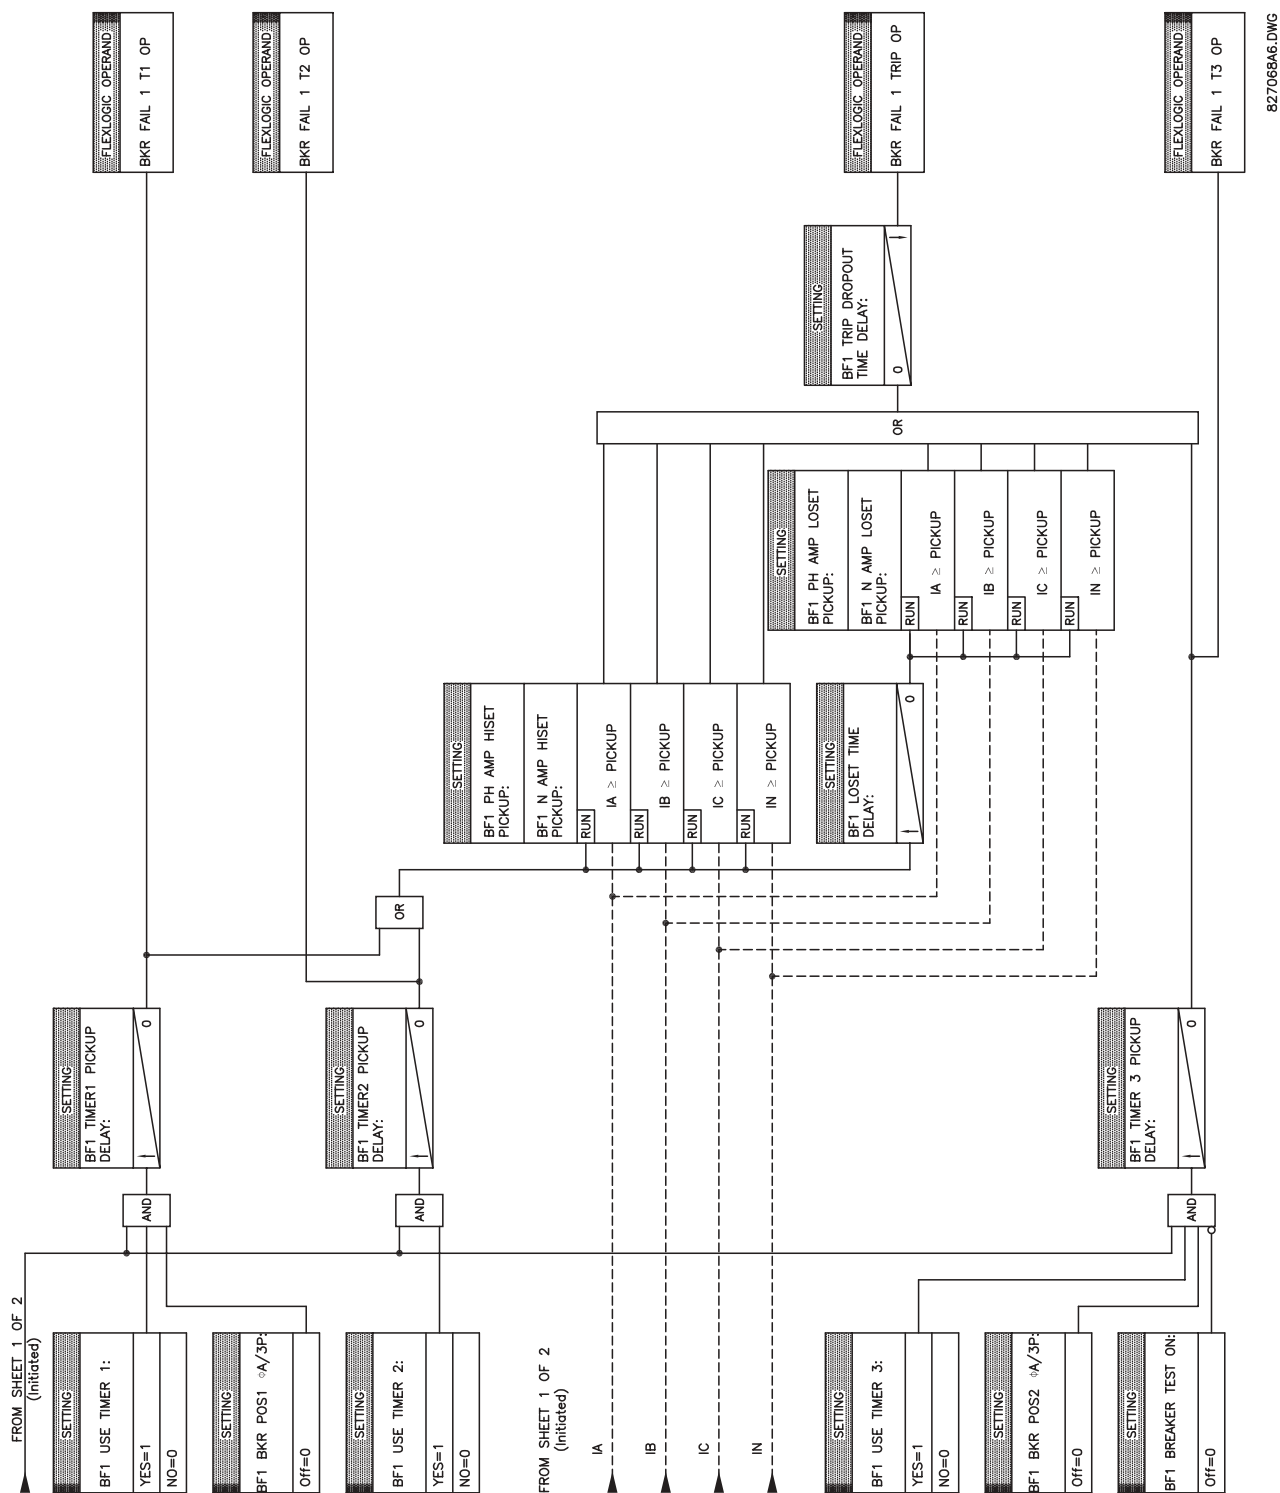 FROM SHEET 1 OF 2
(Initiated)
SETTING
BF1 USE TIMER 1:
YES=1
NO=0
SETTING
BF1 BKR POS1 φA/3P:
Off=0
SETTING
BF1 USE TIMER 2:
YES=1
NO=0
FROM SHEET 1 OF 2
(Initiated)
IA
IB
IC
IN
SETTING
BF1 USE TIMER 3:
YES=1
NO=0
SETTING
BF1 BKR POS2 φA/3P:
Off=0
SETTING
BF1 BREAKER TEST ON:
Off=0
AND
AND
AND
SETTING
BF1 TIMER1 PICKUP
DELAY:
0
SETTING
BF1 TIMER2 PICKUP
DELAY:
0
SETTING
BF1 TIMER 3 PICKUP
DELAY:
0
OR
SETTING
BF1 PH AMP HISET
PICKUP:
BF1 N AMP HISET
PICKUP:
RUN
IA ≥ PICKUP
RUN
IB ≥ PICKUP
RUN
IC ≥ PICKUP
RUN
IN ≥ PICKUP
SETTING
BF1 LOSET TIME
DELAY:
0
SETTING
BF1 PH AMP LOSET
PICKUP:
BF1 N AMP LOSET
PICKUP:
RUN
IA ≥ PICKUP
RUN
IB ≥ PICKUP
RUN
IC ≥ PICKUP
RUN
IN ≥ PICKUP
OR
SETTING
BF1 TRIP DROPOUT
TIME DELAY:
0
FLEXLOGIC OPERAND
BKR FAIL 1 T1 OP
FLEXLOGIC OPERAND
BKR FAIL 1 T2 OP
FLEXLOGIC OPERAND
BKR FAIL 1 TRIP OP
FLEXLOGIC OPERAND
BKR FAIL 1 T3 OP
827068A6.DWG